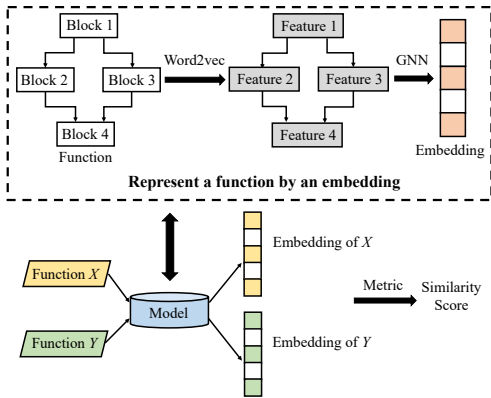 Block 1
Block 2
Block 3
Block 4
Function
Word2vec
Feature 1
Feature 2
Feature 3
Feature 4
GNN
Embedding
Represent a function by an embedding
Function X
Function Y
Model
Embedding of X
Embedding of Y
Metric
Similarity
Score